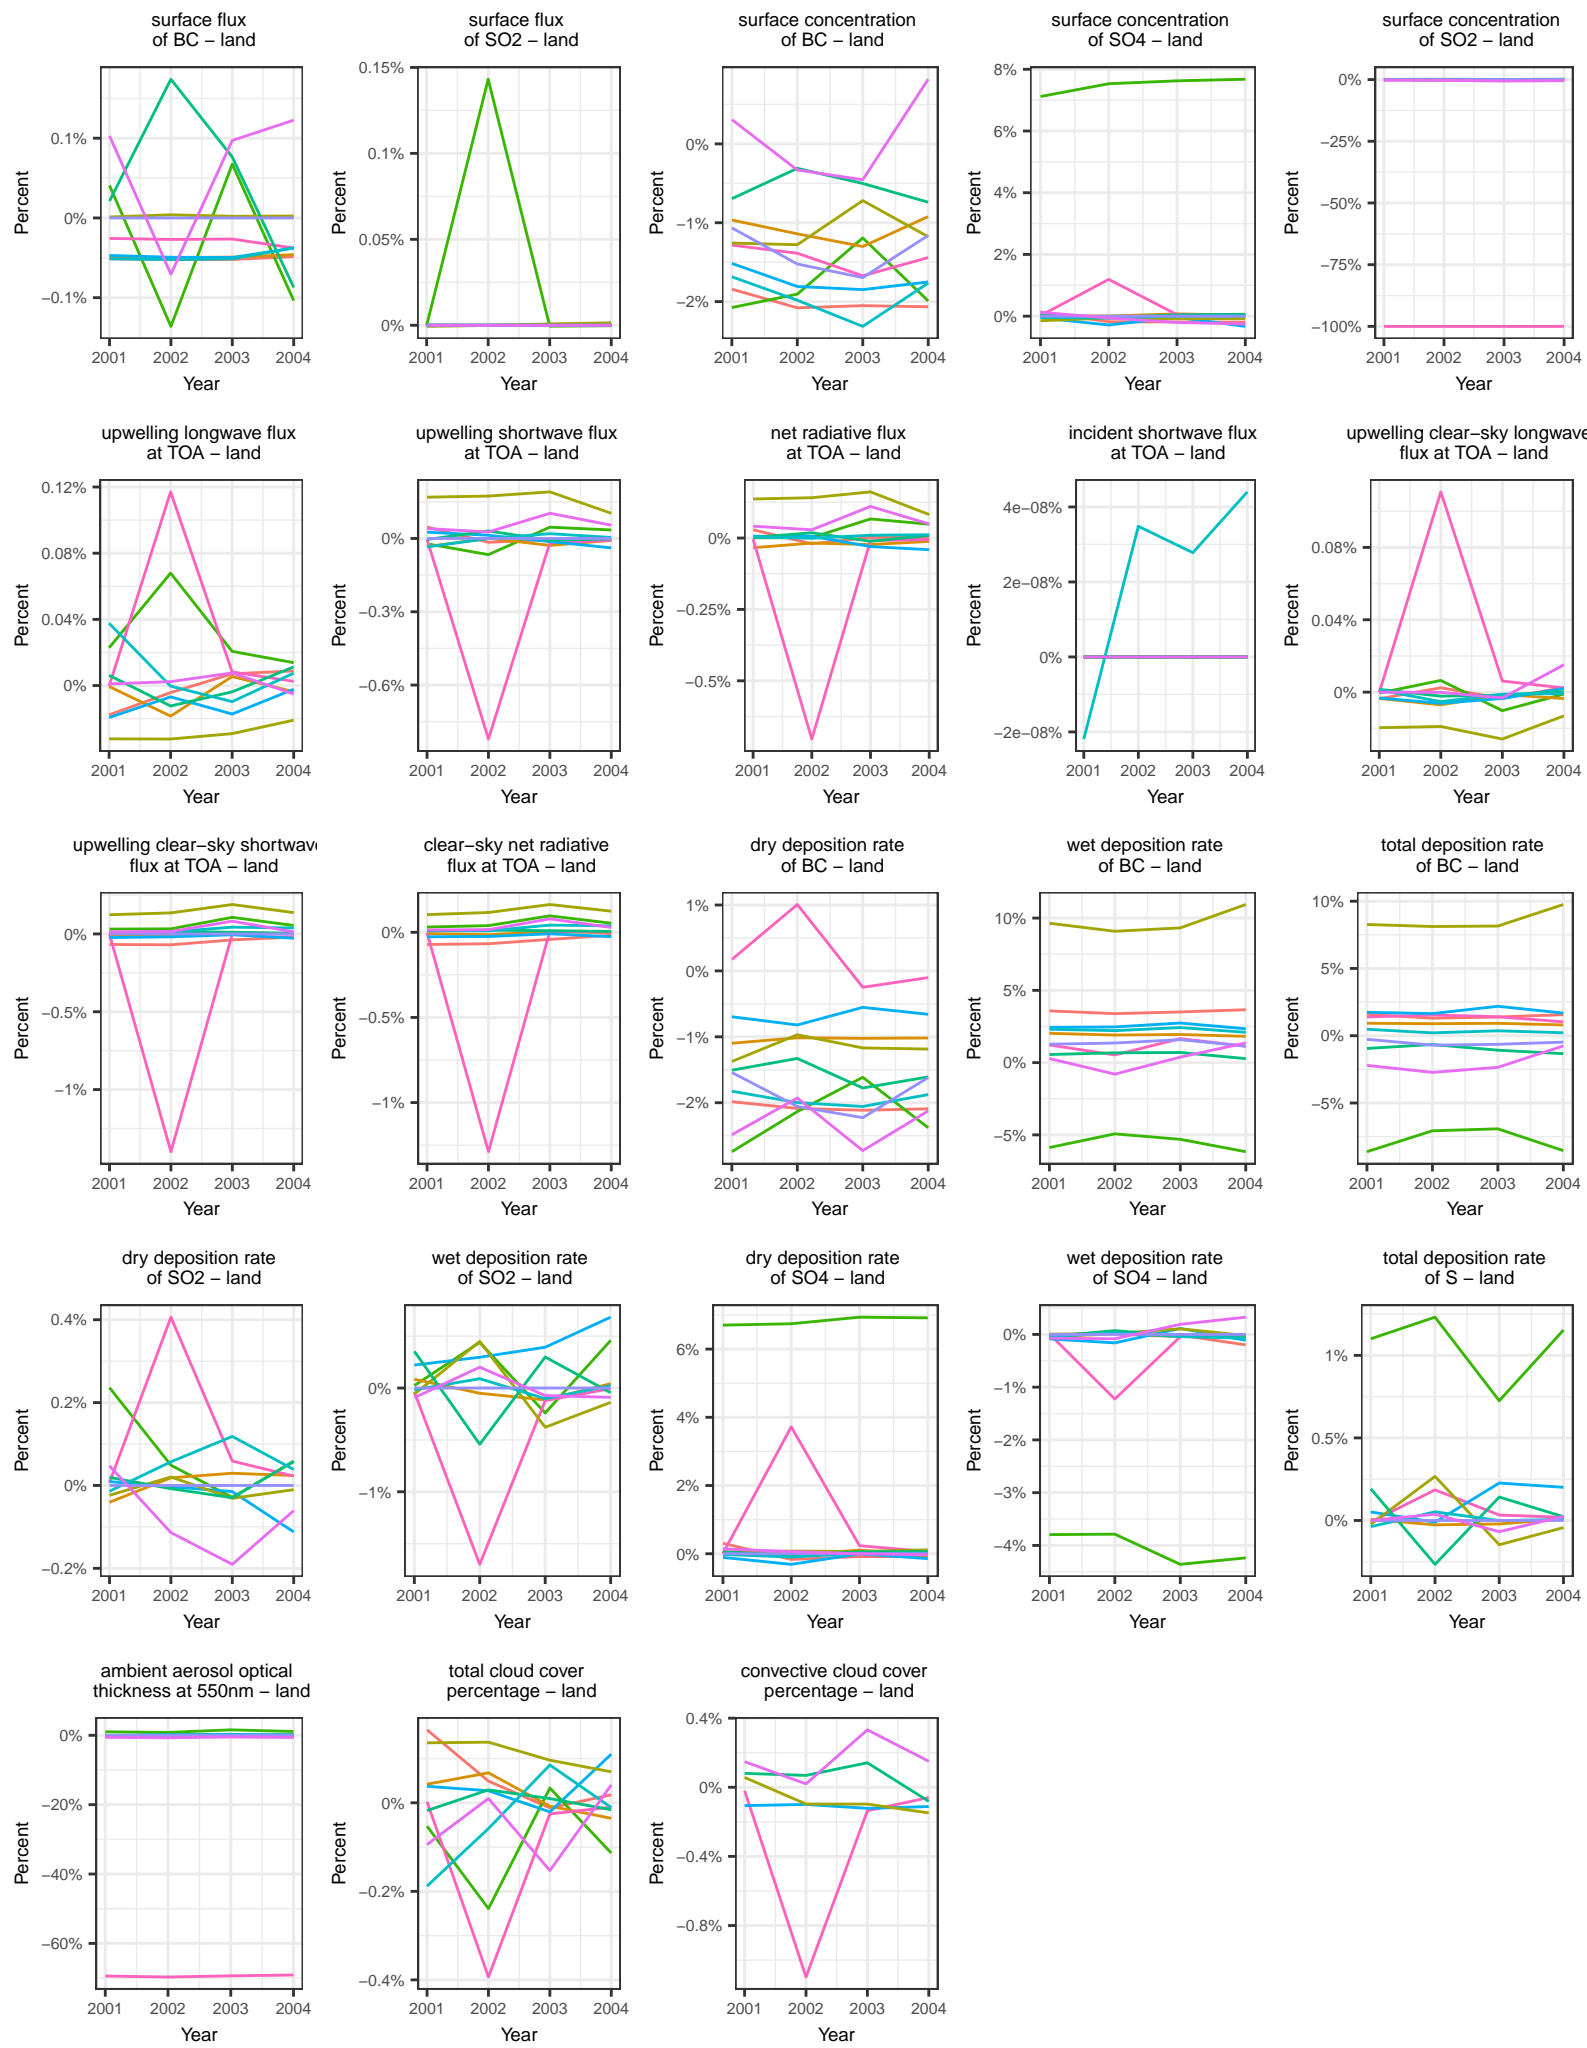 surface flux
of BC − land
surface flux
of SO2 − land
surface concentration
of BC − land
surface concentration
of SO4 − land
surface concentration
of SO2 − land
Percent
0.1%
0%
−0.1%
2001 2002 2003 2004
Year
Percent
0.15%
0.1%
0.05%
0%
2001 2002 2003 2004
Year
Percent
0%
−1%
−2%
2001 2002 2003 2004
Year
Percent
8%
6%
4%
2%
0%
2001 2002 2003 2004
Year
Percent
0%
−25%
−50%
−75%
−100%
2001 2002 2003 2004
Year
upwelling longwave flux
at TOA − land
upwelling shortwave flux
at TOA − land
net radiative flux
at TOA − land
incident shortwave flux
at TOA − land
upwelling clear−sky longwave
flux at TOA − land
Percent
0.12%
0.08%
0.04%
0%
2001 2002 2003 2004
Year
Percent
0%
−0.3%
−0.6%
2001 2002 2003 2004
Year
Percent
0%
−0.25%
−0.5%
2001 2002 2003 2004
Year
Percent
4e−08%
2e−08%
0%
−2e−08%
2001 2002 2003 2004
Year
Percent
0.08%
0.04%
0%
2001 2002 2003 2004
Year
upwelling clear−sky shortwave
flux at TOA − land
clear−sky net radiative
flux at TOA − land
dry deposition rate
of BC − land
wet deposition rate
of BC − land
total deposition rate
of BC − land
Percent
0%
−0.5%
−1%
2001 2002 2003 2004
Year
Percent
0%
−0.5%
−1%
2001 2002 2003 2004
Year
Percent
1%
0%
−1%
−2%
2001 2002 2003 2004
Year
Percent
10%
5%
0%
−5%
2001 2002 2003 2004
Year
Percent
10%
5%
0%
−5%
2001 2002 2003 2004
Year
dry deposition rate
of SO2 − land
wet deposition rate
of SO2 − land
dry deposition rate
of SO4 − land
wet deposition rate
of SO4 − land
total deposition rate
of S − land
Percent
0.4%
0.2%
0%
−0.2%
2001 2002 2003 2004
Year
Percent
0%
−1%
2001 2002 2003 2004
Year
Percent
6%
4%
2%
0%
2001 2002 2003 2004
Year
Percent
0%
−1%
−2%
−3%
−4%
2001 2002 2003 2004
Year
Percent
1%
0.5%
0%
2001 2002 2003 2004
Year
ambient aerosol optical
thickness at 550nm − land
total cloud cover
percentage − land
convective cloud cover
percentage − land
Percent
0%
−20%
−40%
−60%
2001 2002 2003 2004
Year
Percent
0%
−0.2%
−0.4%
2001 2002 2003 2004
Year
Percent
0.4%
0%
−0.4%
−0.8%
2001 2002 2003 2004
Year